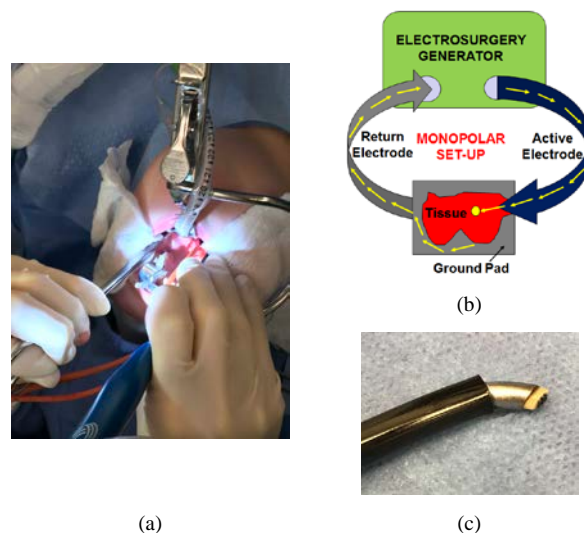 ELECTROSURGERY
GENERATOR
Return
Electrode
MONOPOLAR
SET-UP
Active
Electrode
Tissue
Ground Pad
(b)
(a)
(c)